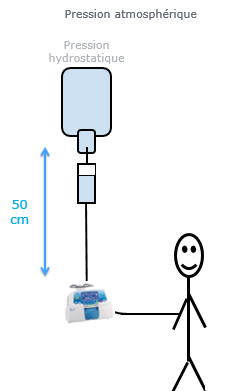 Pression atmosphérique
Pression
hydrostatique
50
cm